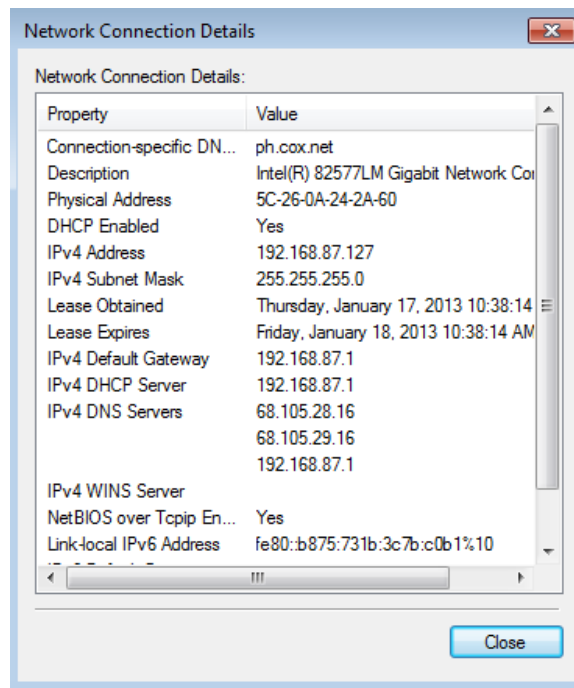 Network Connection Details
Network Connection Details:
Property Value
Connection-specific DN... ph.cox.net
Description Intel(R) 82577LM Gigabit Network Con
Physical Address 5C-26-0A-24-2A-60
DHCP Enabled Yes
IPv4 Address 192.168.87.127
IPv4 Subnet Mask 255.255.255.0
Lease Obtained Thursday, January 17, 2013 10:38:14
Lease Expires Friday, January 18, 2013 10:38:14 AM
IPv4 Default Gateway 192.168.87.1
IPv4 DHCP Server 192.168.87.1
IPv4 DNS Servers 68.105.28.16
68.105.29.16
192.168.87.1
IPv4 WINS Server
NetBIOS over Tcpip En... Yes
Link-local IPv6 Address fe80::b875:731b:3c7b:c0b1%10
Close